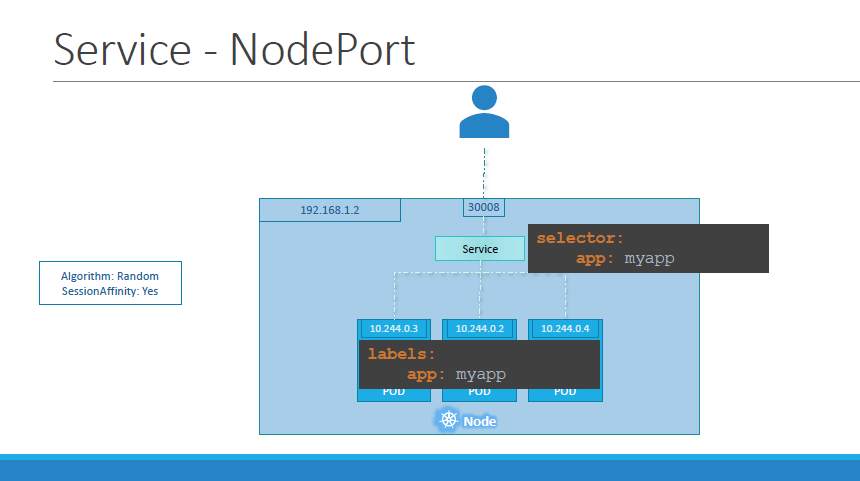 Service - NodePort
192.168.1.2
30008
Service
selector:
app: myapp
Algorithm: Random
SessionAffinity: Yes
10.244.0.3
10.244.0.2
10.244.0.4
labels:
app: myapp
POD
POD
POD
Node